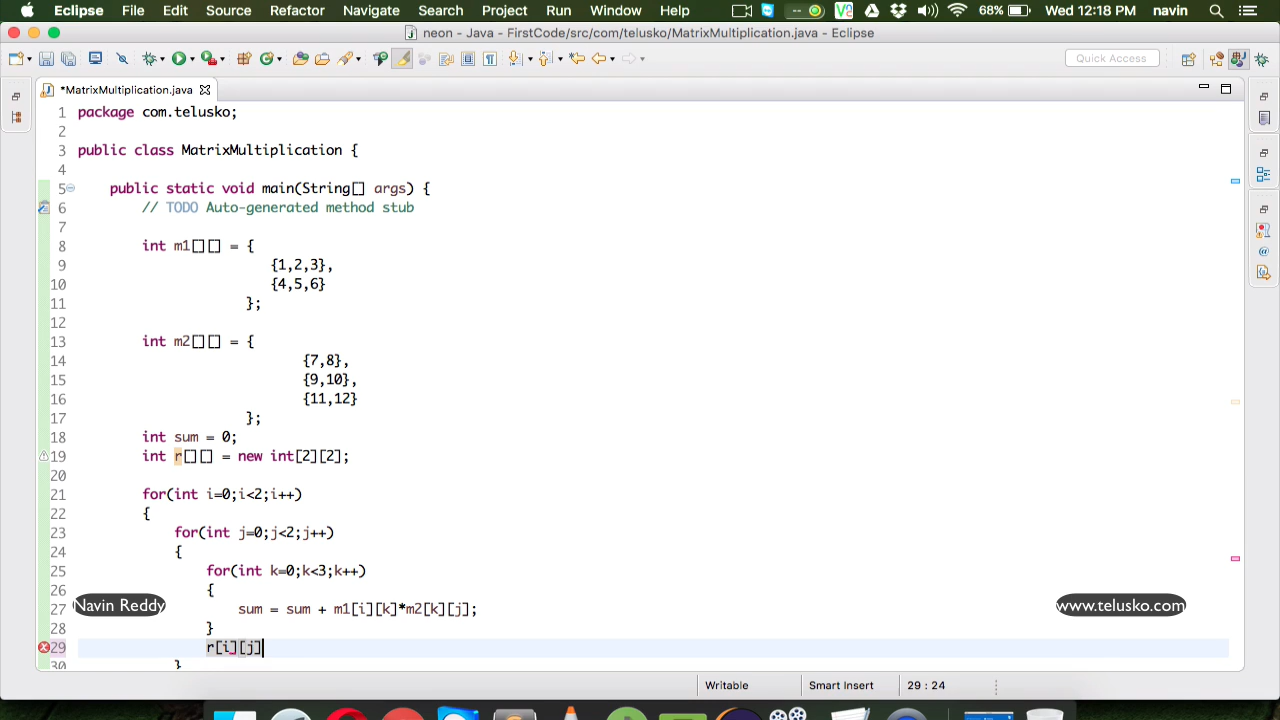 Eclipse File Edit Source Refactor Navigate Search Project Run Window Help 68% Wed 12:18 PM navin
neon - Java - FirstCode/src/com/telusko/MatrixMultiplication.java - Eclipse
Quick Access
*MatrixMultiplication.java
1 package com.telusko;
2
3 public class MatrixMultiplication {
4
5 public static void main(String[] args) {
6 // TODO Auto-generated method stub
7
8 int m1[][] = {
9 {1,2,3},
10 {4,5,6}
11 };
12
13 int m2[][] = {
14 {7,8},
15 {9,10},
16 {11,12}
17 };
18 int sum = 0;
19 int r[][] = new int[2][2];
20
21 for(int i=0;i<2;i++)
22 {
23 for(int j=0;j<2;j++)
24 {
25 for(int k=0;k<3;k++)
26 {
27 sum = sum + m1[i][k]*m2[k][j];
28 }
29 r[i][j]
30 }
Navin Reddy
www.telusko.com
Writable Smart Insert 29 : 24